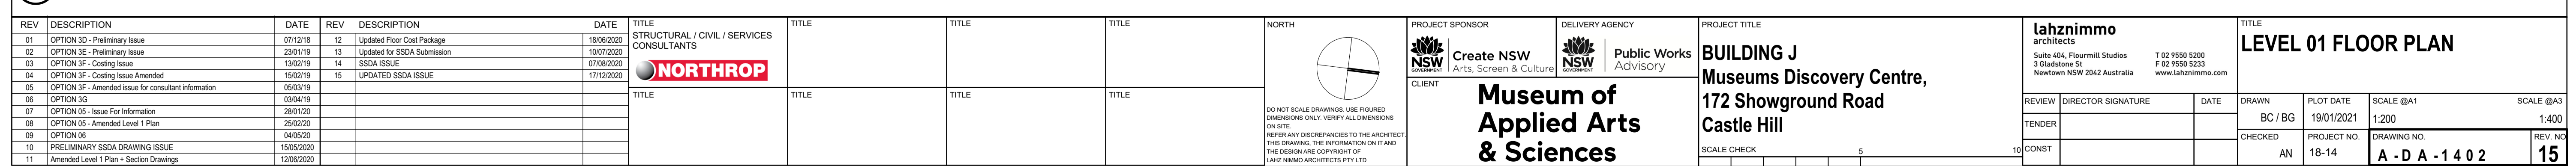 REV DESCRIPTION DATE REV DESCRIPTION DATE
01 OPTION 3D - Preliminary Issue 07/12/18 12 Updated Floor Cost Package 18/06/2020
02 OPTION 3E - Preliminary Issue 23/01/19 13 Updated for SSDA Submission 10/07/2020
03 OPTION 3F - Costing Issue 13/02/19 14 SSDA ISSUE 07/08/2020
04 OPTION 3F - Costing Issue Amended 15/02/19 15 UPDATED SSDA ISSUE 17/12/2020
05 OPTION 3F - Amended issue for consultant information 05/03/19
06 OPTION 3G 03/04/19
07 OPTION 05 - Issue For Information 28/01/20
08 OPTION 05 - Amended Level 1 Plan 25/02/20
09 OPTION 06 04/05/20
10 PRELIMINARY SSDA DRAWING ISSUE 15/05/2020
11 Amended Level 1 Plan + Section Drawings 12/06/2020
TITLE
STRUCTURAL / CIVIL / SERVICES
CONSULTANTS
NORTHROP
TITLE
TITLE
TITLE
TITLE
TITLE
TITLE
TITLE
NORTH
DO NOT SCALE DRAWINGS. USE FIGURED
DIMENSIONS ONLY. VERIFY ALL DIMENSIONS
ON SITE.
REFER ANY DISCREPANCIES TO THE ARCHITECT.
THIS DRAWING, THE INFORMATION ON IT AND
THE DESIGN ARE COPYRIGHT OF
LAHZ NIMMO ARCHITECTS PTY LTD
PROJECT SPONSOR
NSW
GOVERNMENT
Create NSW
Arts, Screen & Culture
DELIVERY AGENCY
NSW
GOVERNMENT
Public Works
Advisory
CLIENT
Museum of
Applied Arts
& Sciences
PROJECT TITLE
BUILDING J
Museums Discovery Centre,
172 Showground Road
Castle Hill
SCALE CHECK 5 10
lahznimmo
architects
Suite 404, Flourmill Studios T 02 9550 5200
3 Gladstone St F 02 9550 5233
Newtown NSW 2042 Australia www.lahznimmo.com
REVIEW DIRECTOR SIGNATURE DATE
TENDER
CONST
TITLE
LEVEL 01 FLOOR PLAN
DRAWN PLOT DATE SCALE @A1 SCALE @A3
BC / BG 19/01/2021 1:200 1:400
CHECKED PROJECT NO. DRAWING NO. REV. NO
AN 18-14 A - D A - 1 4 0 2 15